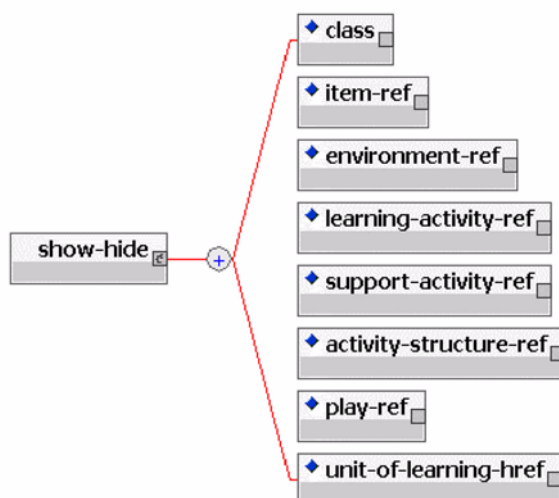 class
item-ref
environment-ref
learning-activity-ref
show-hide
support-activity-ref
activity-structure-ref
play-ref
unit-of-learning-href